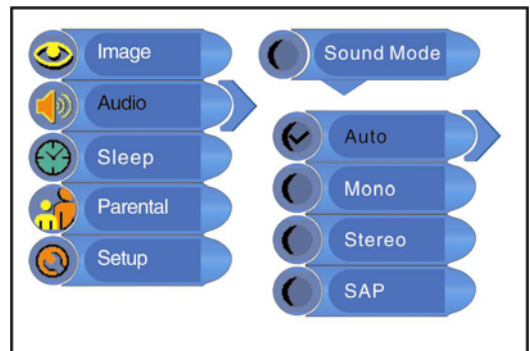 Image
Audio
Sleep
Parental
Setup
Sound Mode
Auto
Mono
Stereo
SAP